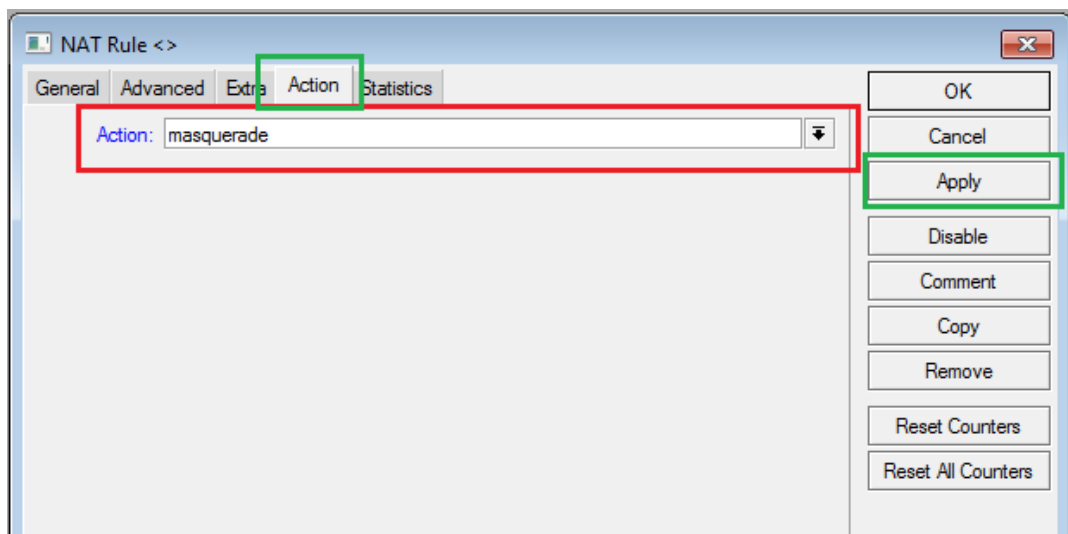 NAT Rule <>
General Advanced Extra Action Statistics
Action: masquerade
OK
Cancel
Apply
Disable
Comment
Copy
Remove
Reset Counters
Reset All Counters